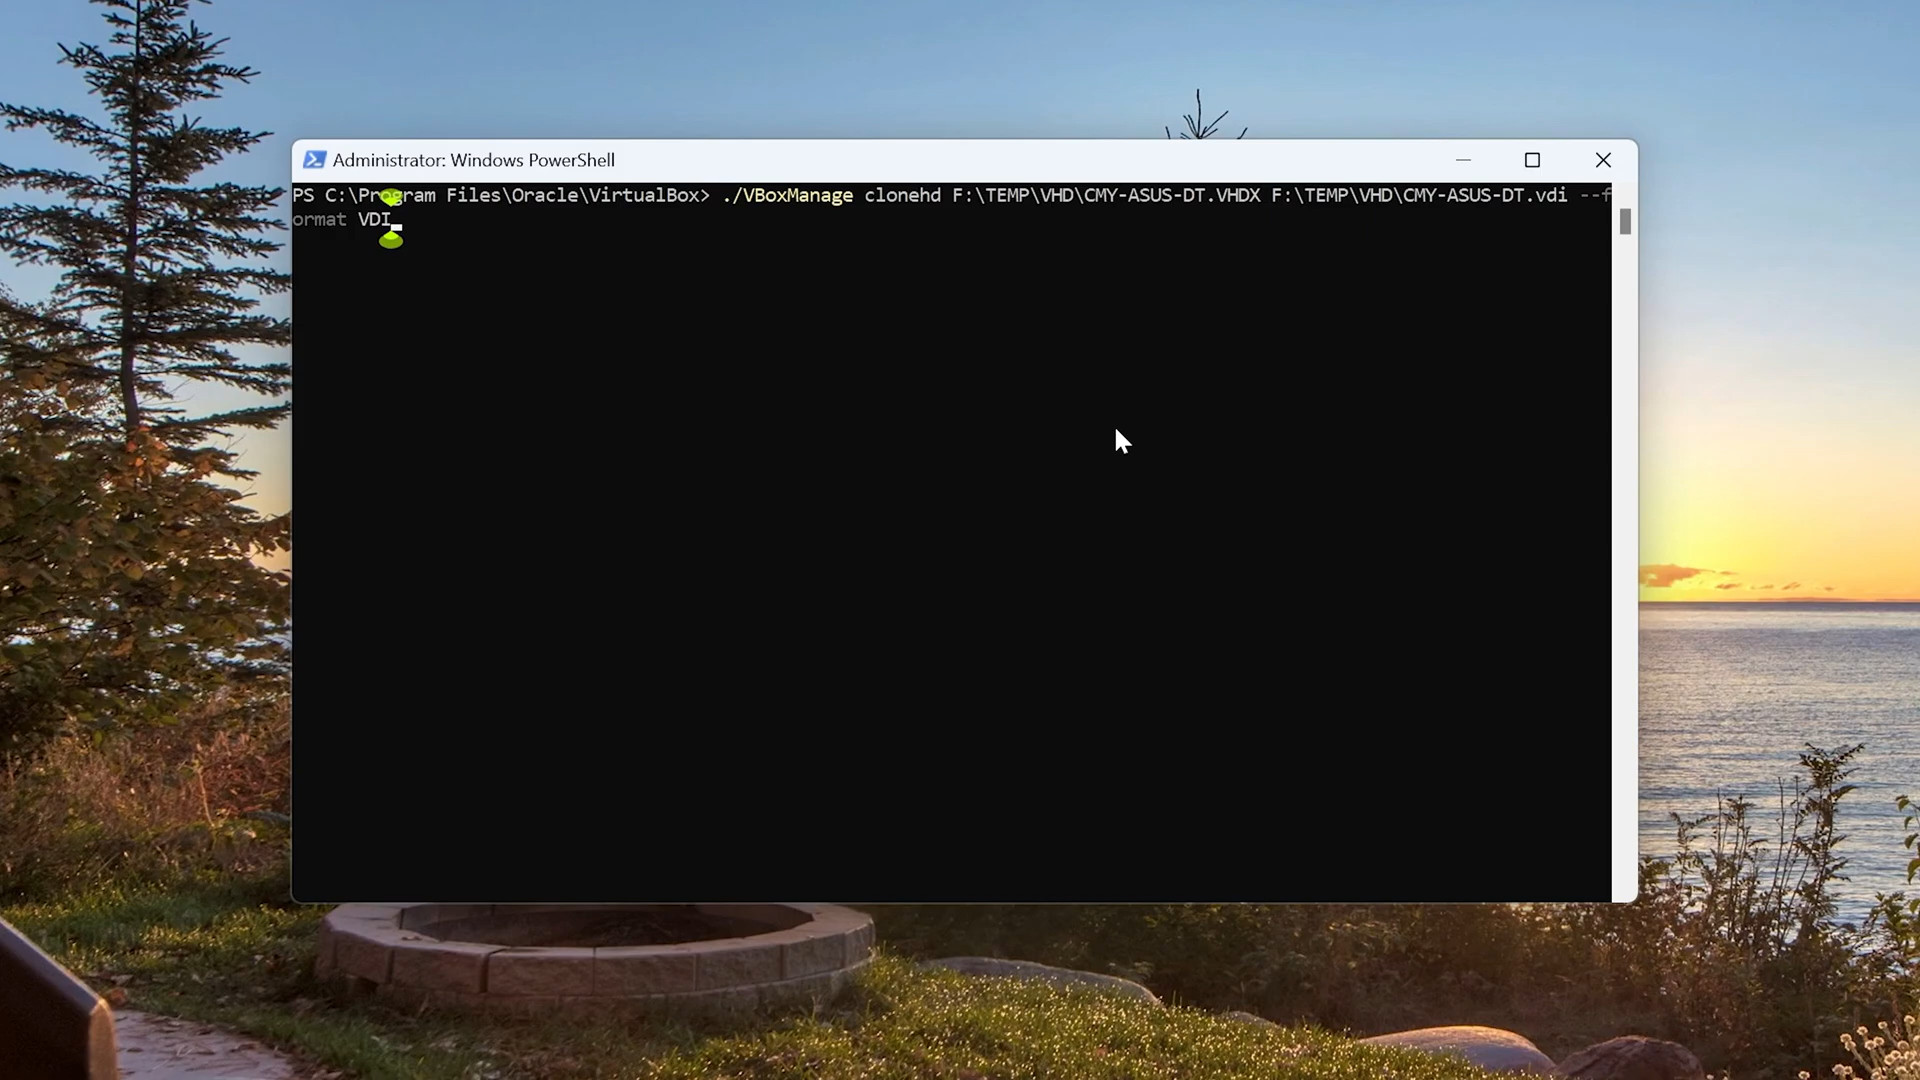 Administrator: Windows PowerShell
PS C:\Program Files\Oracle\VirtualBox> ./VBoxManage clonehd F:\TEMP\VHD\CMY-ASUS-DT.VHDX F:\TEMP\VHD\CMY-ASUS-DT.vdi --f
ormat VDI